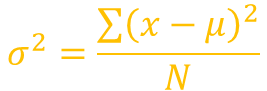 σ² = ∑(x − μ)² / N